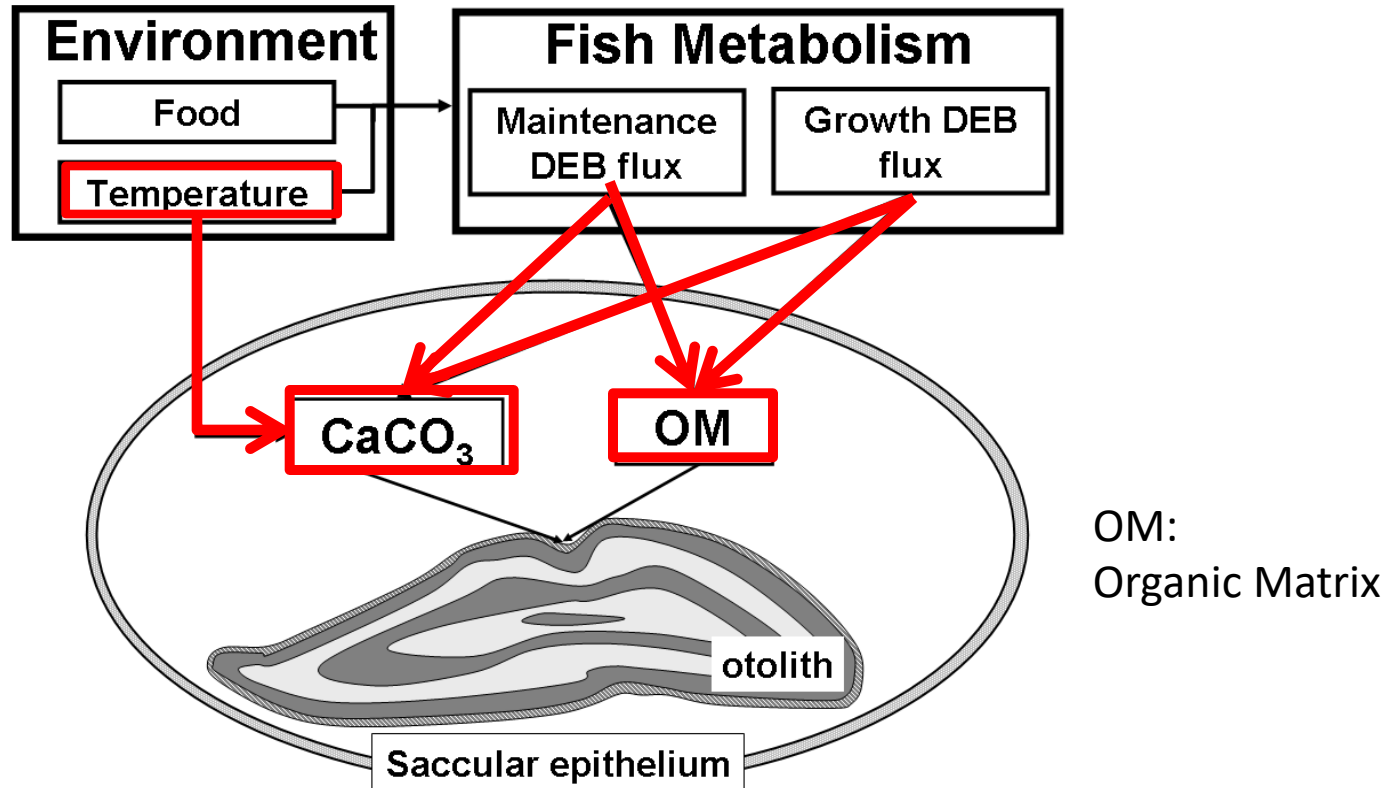 Environment
Food
Temperature
Fish Metabolism
Maintenance
DEB flux
Growth DEB
flux
CaCO₃
OM
otolith
Saccular epithelium
OM:
Organic Matrix